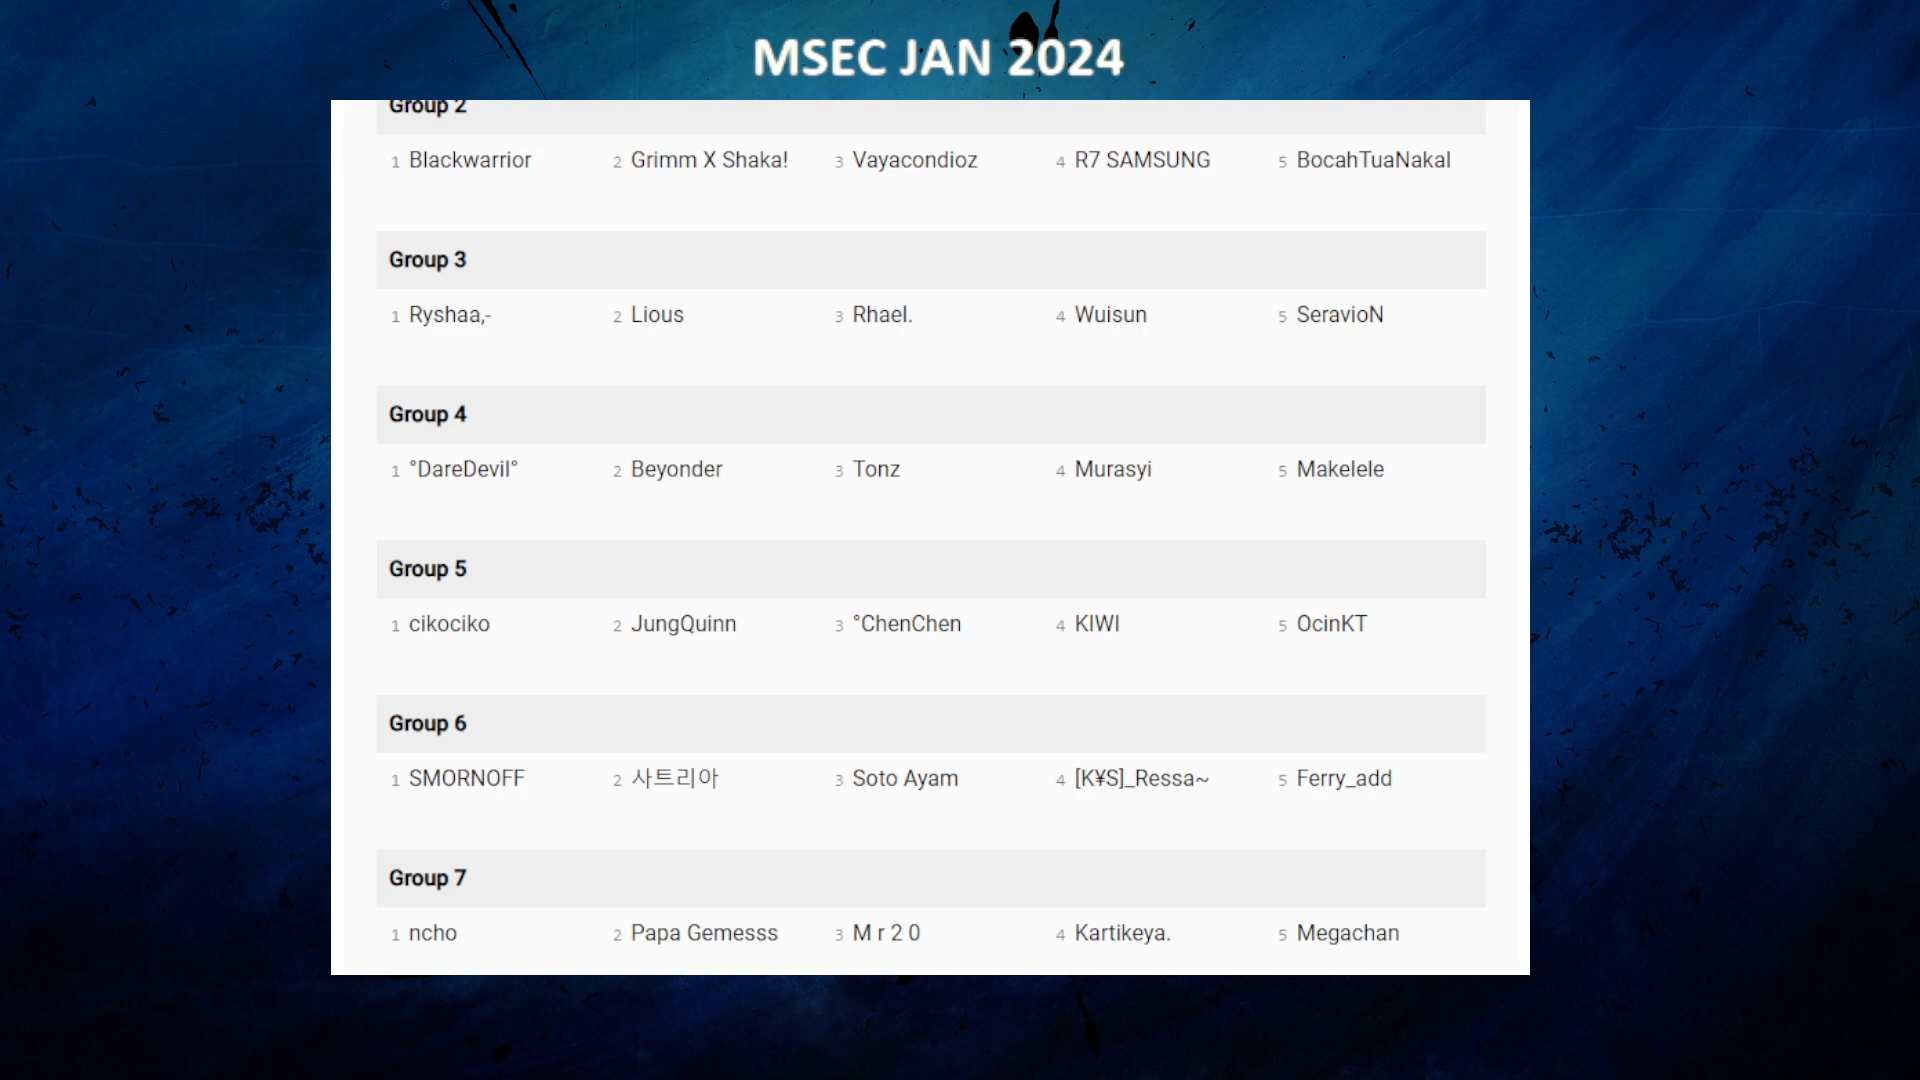 MSEC JAN 2024
Group 2
1 Blackwarrior 2 Grimm X Shaka! 3 Vayacondioz 4 R7 SAMSUNG 5 BocahTuaNakal
Group 3
1 Ryshaa,- 2 Lious 3 Rhael. 4 Wuisun 5 SeravioN
Group 4
1 °DareDevil° 2 Beyonder 3 Tonz 4 Murasyi 5 Makelele
Group 5
1 cikociko 2 JungQuinn 3 °ChenChen 4 KIWI 5 OcinKT
Group 6
1 SMORNOFF 2 사트리아 3 Soto Ayam 4 [K¥S]_Ressa~ 5 Ferry_add
Group 7
1 ncho 2 Papa Gemesss 3 M r 2 0 4 Kartikeya. 5 Megachan